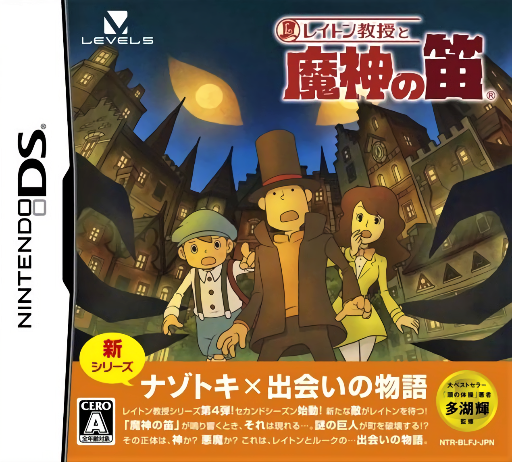 LEVEL5
レイトン教授と
魔神の笛
®
NINTENDO DS
新
シリーズ
ナゾトキ×出会いの物語
レイトン教授シリーズ第4弾!セカンドシーズン始動!新たな敵がレイトンを待つ!
「魔神の笛」が鳴り響くとき、それは現れる…。謎の巨人が町を破壊する!?
その正体は、神か?悪魔か?これは、レイトンとルークの…出会いの物語。
大ベストセラー
「頭の体操」著者
多湖輝
監修
CERO
A
全年齢対象
NTR-BLFJ-JPN